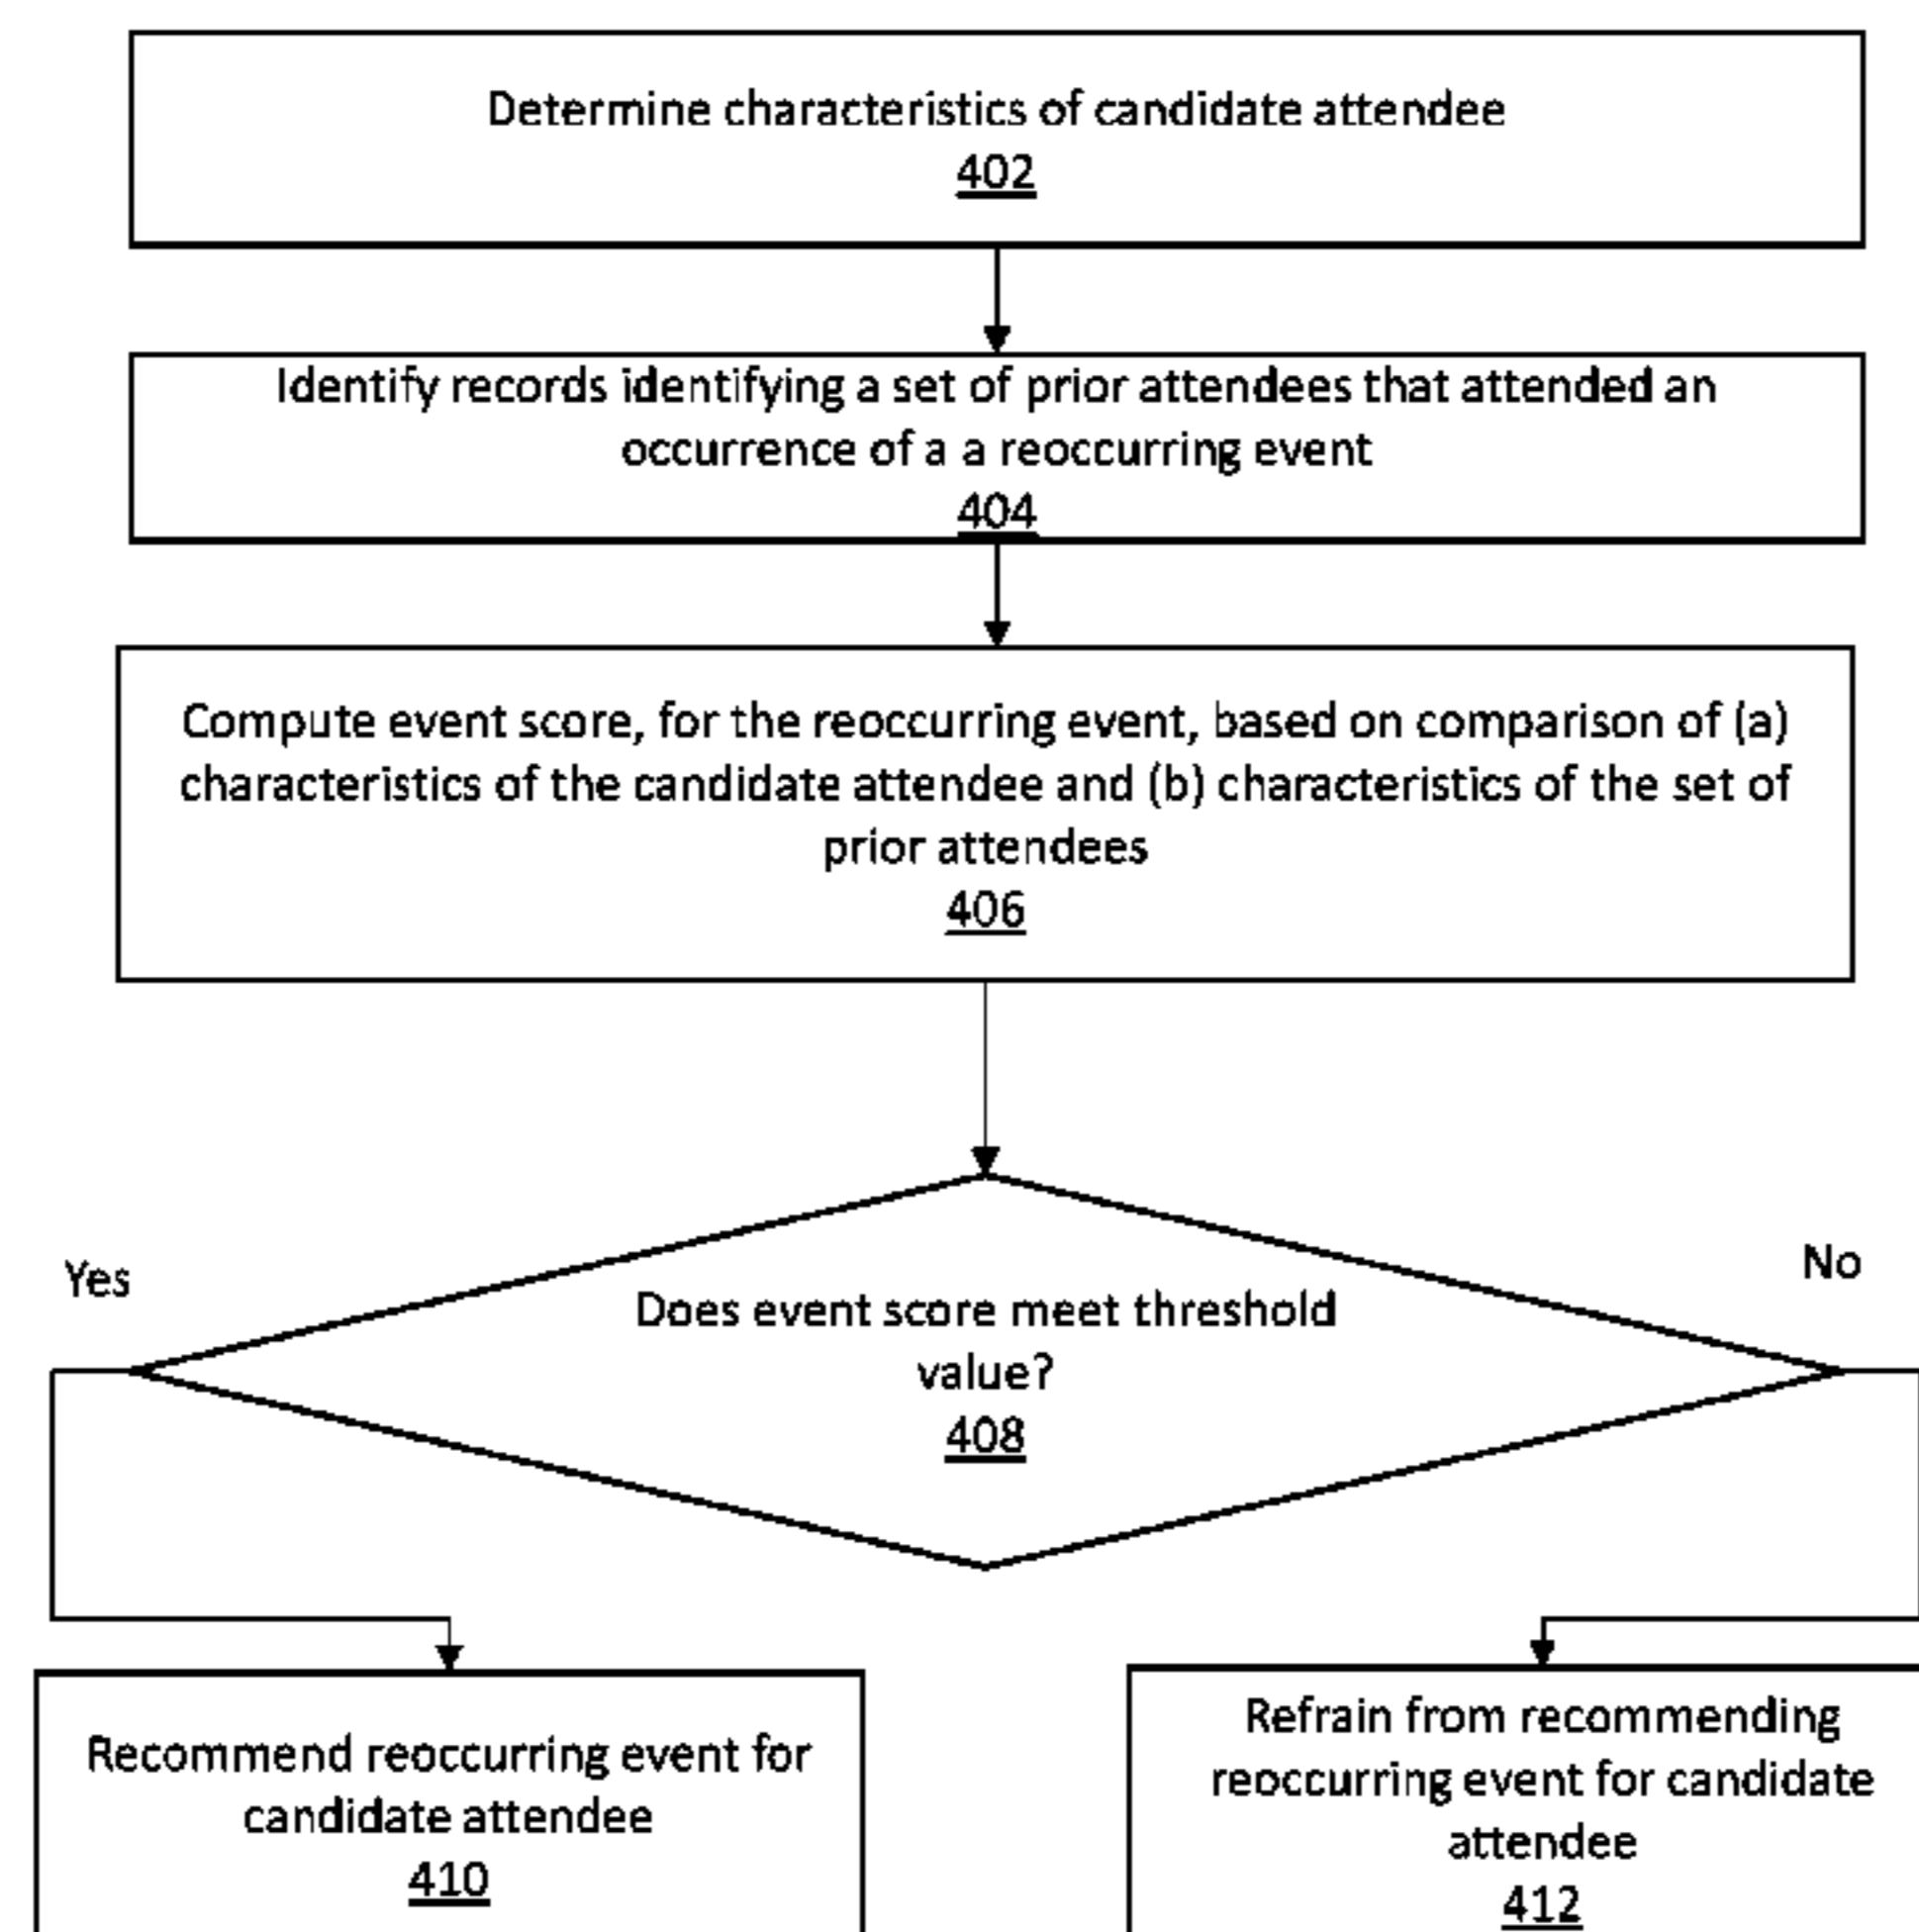 Determine characteristics of candidate attendee
402
Identify records identifying a set of prior attendees that attended an
occurrence of a a reoccurring event
404
Compute event score, for the reoccurring event, based on comparison of (a)
characteristics of the candidate attendee and (b) characteristics of the set of
prior attendees
406
Yes
No
Does event score meet threshold
value?
408
Recommend reoccurring event for
candidate attendee
410
Refrain from recommending
reoccurring event for candidate
attendee
412